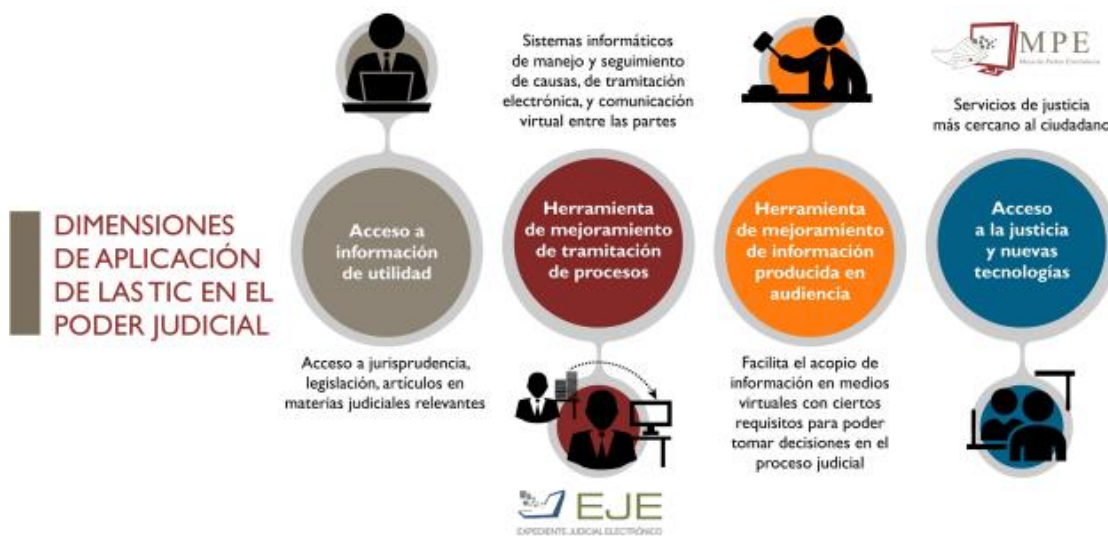 DIMENSIONES
DE APLICACIÓN
DE LAS TIC EN EL
PODER JUDICIAL
Acceso a
información
de utilidad
Acceso a jurisprudencia,
legislación, artículos en
materias judiciales relevantes
Sistemas informáticos
de manejo y seguimiento
de causas, de tramitación
electrónica, y comunicación
virtual entre las partes
Herramienta
de mejoramiento
de tramitación
de procesos
EJE
EXPEDIENTE JUDICIAL ELECTRÓNICO
Herramienta
de mejoramiento
de información
producida en
audiencia
Facilita el acopio de
información en medios
virtuales con ciertos
requisitos para poder
tomar decisiones en el
proceso judicial
MPE
Mesa de Partes Electrónica
Servicios de justicia
más cercano al ciudadano
Acceso
a la justicia
y nuevas
tecnologías